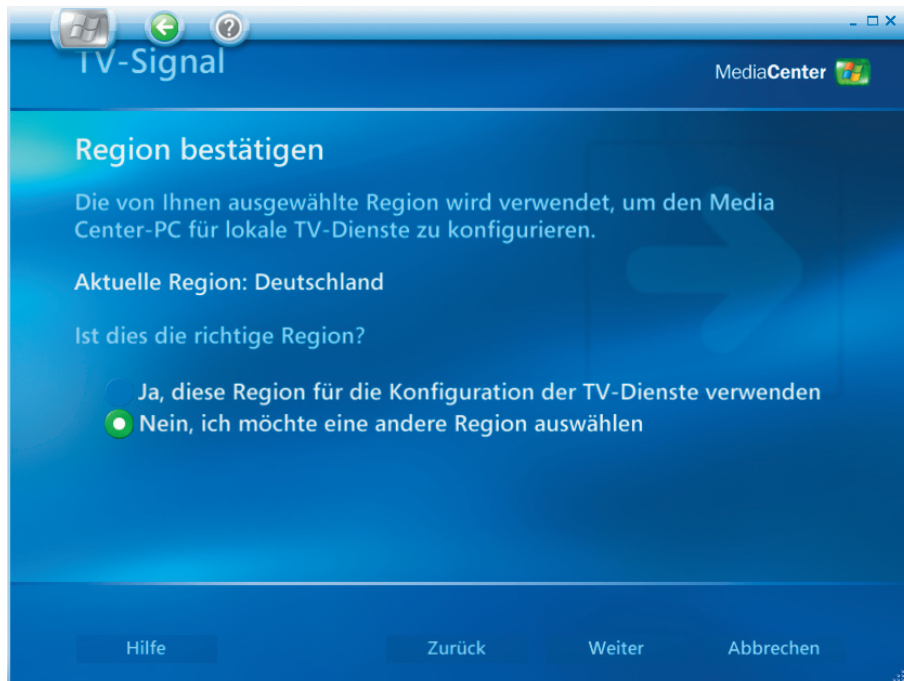 TV-Signal
MediaCenter
Region bestätigen
Die von Ihnen ausgewählte Region wird verwendet, um den Media
Center-PC für lokale TV-Dienste zu konfigurieren.
Aktuelle Region: Deutschland
Ist dies die richtige Region?
Ja, diese Region für die Konfiguration der TV-Dienste verwenden
Nein, ich möchte eine andere Region auswählen
Hilfe
Zurück
Weiter
Abbrechen